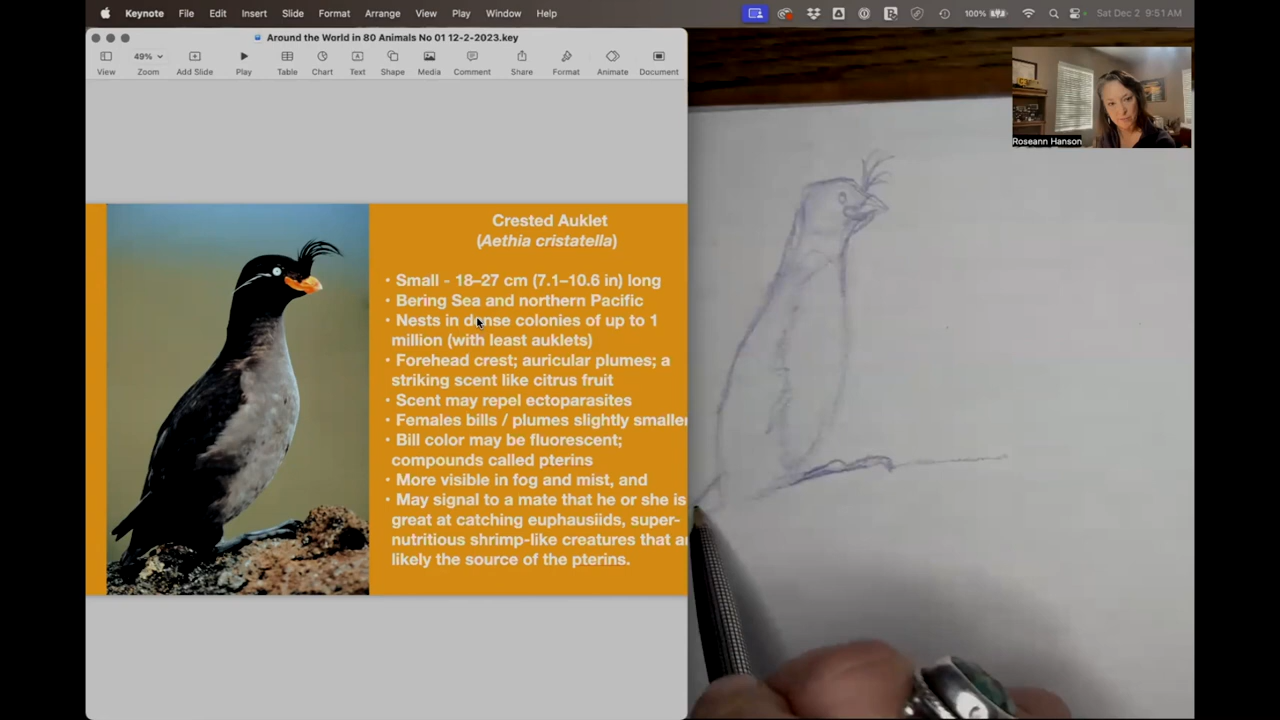 Keynote File Edit Insert Slide Format Arrange View Play Window Help 100% Sat Dec 2 9:51 AM
Around the World in 80 Animals No 01 12-2-2023.key
49%
View Zoom Add Slide Play Table Chart Text Shape Media Comment Share Format Animate Document
Roseann Hanson
Crested Auklet
(Aethia cristatella)
• Small - 18–27 cm (7.1–10.6 in) long
• Bering Sea and northern Pacific
• Nests in dense colonies of up to 1
million (with least auklets)
• Forehead crest; auricular plumes; a
striking scent like citrus fruit
• Scent may repel ectoparasites
• Females bills / plumes slightly smaller
• Bill color may be fluorescent;
compounds called pterins
• More visible in fog and mist, and
• May signal to a mate that he or she is
great at catching euphausiids, super-
nutritious shrimp-like creatures that
likely the source of the pterins.